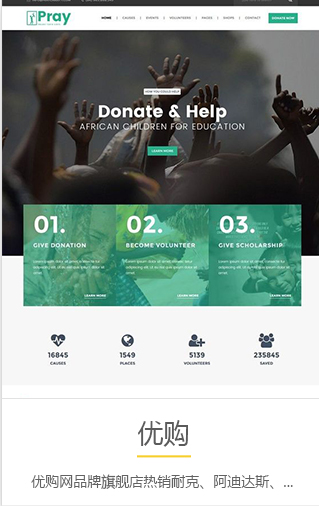 Pray
HOME CAUSES EVENTS VOLUNTEERS PAGES SHOPS CONTACT DONATE NOW
HOW YOU COULD HELP
Donate & Help
AFRICAN CHILDREN FOR EDUCATION
LEARN MORE
01. 02. 03.
GIVE DONATION BECOME VOLUNTEER GIVE SCHOLARSHIP
LEARN MORE LEARN MORE LEARN MORE
16845 1549 5139 235845
CAUSES PLACES VOLUNTEERS SAVED
优购
优购网品牌旗舰店热销耐克、阿迪达斯、...